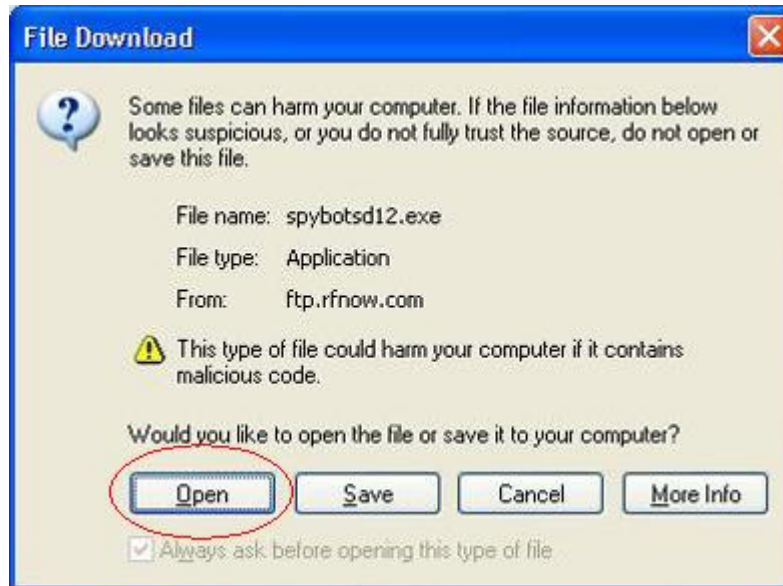 File Download
Some files can harm your computer. If the file information below
looks suspicious, or you do not fully trust the source, do not open or
save this file.
File name: spybotsd12.exe
File type: Application
From: ftp.rfnow.com
This type of file could harm your computer if it contains
malicious code.
Would you like to open the file or save it to your computer?
Open Save Cancel More Info
Always ask before opening this type of file